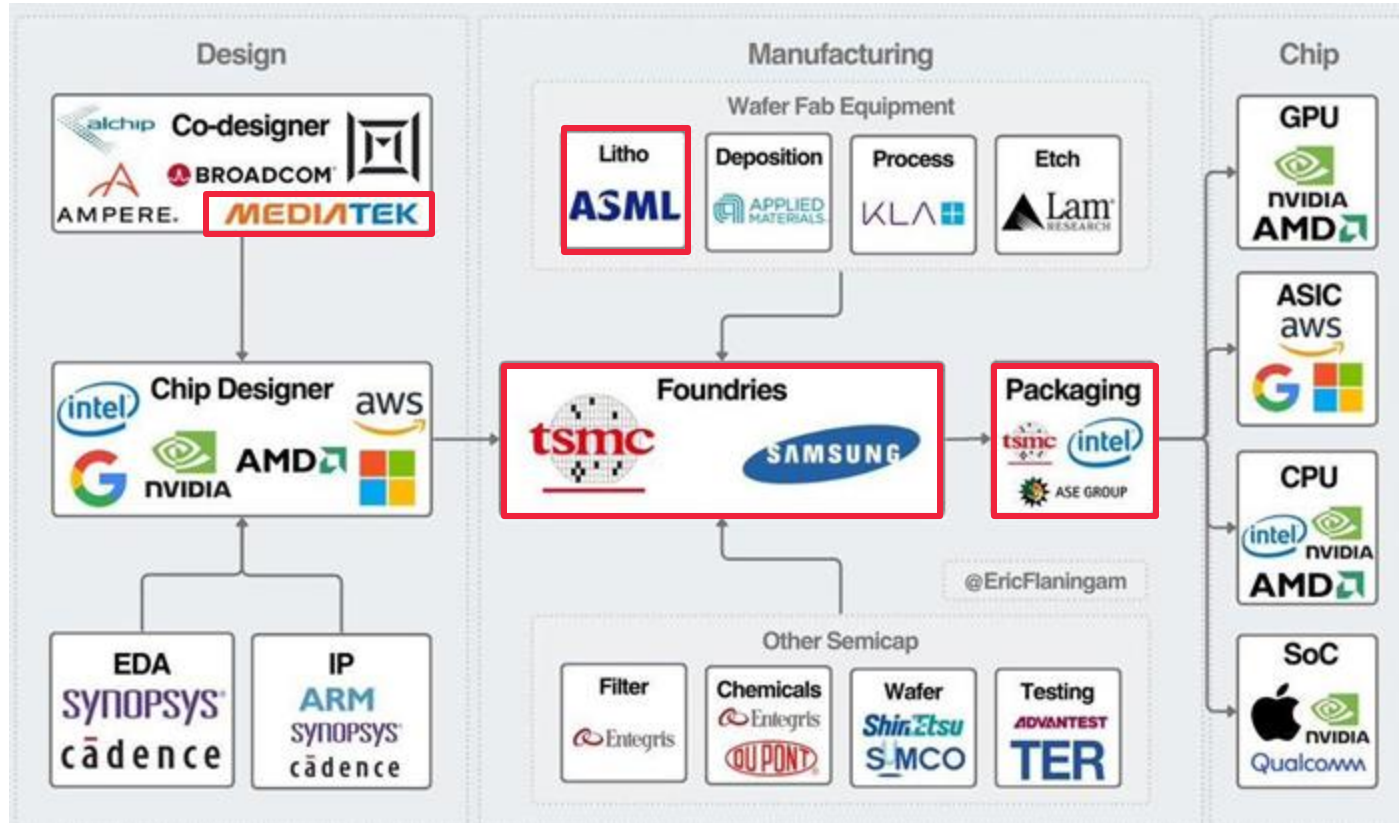 Design
alchip
Co-designer
BROADCOM
AMPERE.
MEDIATEK
Chip Designer
intel
aws
NVIDIA
AMD
EDA
SYNOPSYS
cādence
IP
ARM
SYNOPSYS
cādence
Manufacturing
Wafer Fab Equipment
Litho
ASML
Deposition
APPLIED
MATERIALS
Process
KLA
Etch
Lam
RESEARCH
Foundries
tsmc
SAMSUNG
Packaging
tsmc
intel
ASE GROUP
@EricFlaningam
Other Semicap
Filter
Entegris
Chemicals
Entegris
DUPONT
Wafer
ShinEtsu
SUMCO
Testing
ADVANTEST
TER
Chip
GPU
NVIDIA
AMD
ASIC
aws
CPU
intel
NVIDIA
AMD
SoC
NVIDIA
Qualcomm